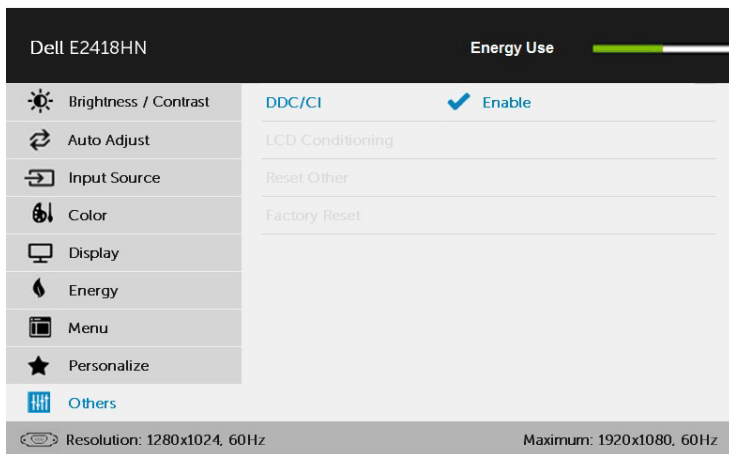 Dell E2418HN Energy Use
Brightness / Contrast DDC/CI Enable
Auto Adjust LCD Conditioning
Input Source Reset Other
Color Factory Reset
Display
Energy
Menu
Personalize
Others
Resolution: 1280x1024, 60Hz Maximum: 1920x1080, 60Hz